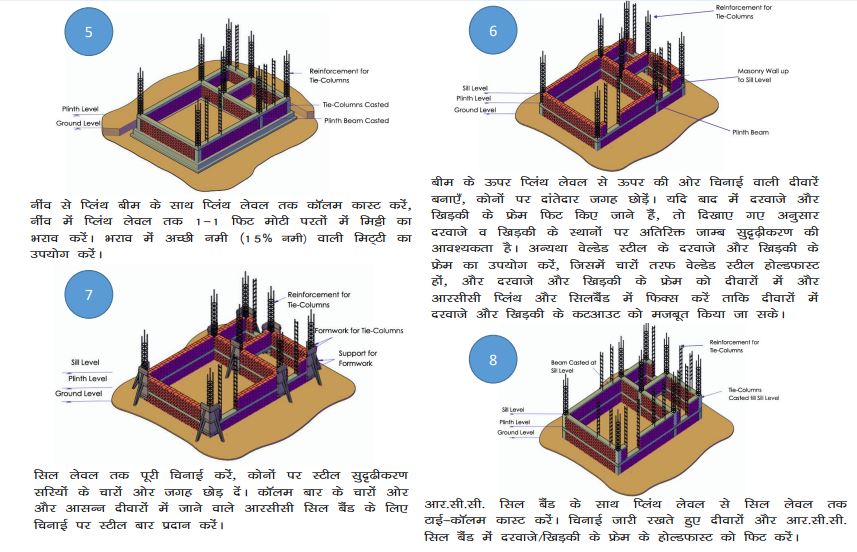 5
Reinforcement for
Tie-Columns
Tie-Columns Casted
Plinth Beam Casted
Plinth Level
Ground Level
नींव से प्लिंथ बीम के साथ प्लिंथ लेवल तक कॉलम कास्ट करें,
नींव में प्लिंथ लेवल तक 1-1 फिट मोटी परतों में मिट्टी का
भराव करें। भराव में अच्छी नमी (15% नमी) वाली मिट्टी का
उपयोग करें।
6
Reinforcement for
Tie-Columns
Masonry Wall up
to Sill Level
Sill Level
Plinth Level
Ground Level
Plinth Beam
बीम के ऊपर प्लिंथ लेवल से ऊपर की ओर चिनाई वाली दीवारें
बनाएँ, कोनों पर दांतेदार जगह छोड़ें। यदि बाद में दरवाजे और
खिड़की के फ्रेम फिट किए जाने हैं, तो दिखाए गए अनुसार
दरवाजे व खिड़की के स्थानों पर अतिरिक्त जाम्ब सुदृढ़ीकरण की
आवश्यकता है। अन्यथा वेल्डेड स्टील के दरवाजे और खिड़की के
फ्रेम का उपयोग करें, जिसमें चारों तरफ वेल्डेड स्टील होल्डफास्ट
हों, और दरवाजे और खिड़की के फ्रेम को दीवारों में और
आरसीसी प्लिंथ और सिलबैंड में फिक्स करें ताकि दीवारों में
दरवाजे और खिड़की के कटआउट को मजबूत किया जा सके।
7
Reinforcement for
Tie-Columns
Formwork for Tie-Columns
Support for
Formwork
Sill Level
Plinth Level
Ground Level
सिल लेवल तक पूरी चिनाई करें, कोनों पर स्टील सुदृढीकरण
सरियों के चारों ओर जगह छोड़ दें। कॉलम बार के चारों ओर
और आसन्न दीवारों में जाने वाले आरसीसी सिल बैंड के लिए
चिनाई पर स्टील बार प्रदान करें।
8
Reinforcement for
Tie-Columns
Beam Casted at
Sill Level
Tie-Columns
Casted till Sill Level
Sill Level
Plinth Level
Ground Level
आर.सी.सी. सिल बैंड के साथ प्लिंथ लेवल से सिल लेवल तक
टाई-कॉलम कास्ट करें। चिनाई जारी रखते हुए दीवारों और आर.सी.सी.
सिल बैंड में दरवाजे/खिड़की के फ्रेम के होल्डफास्ट को फिट करें।